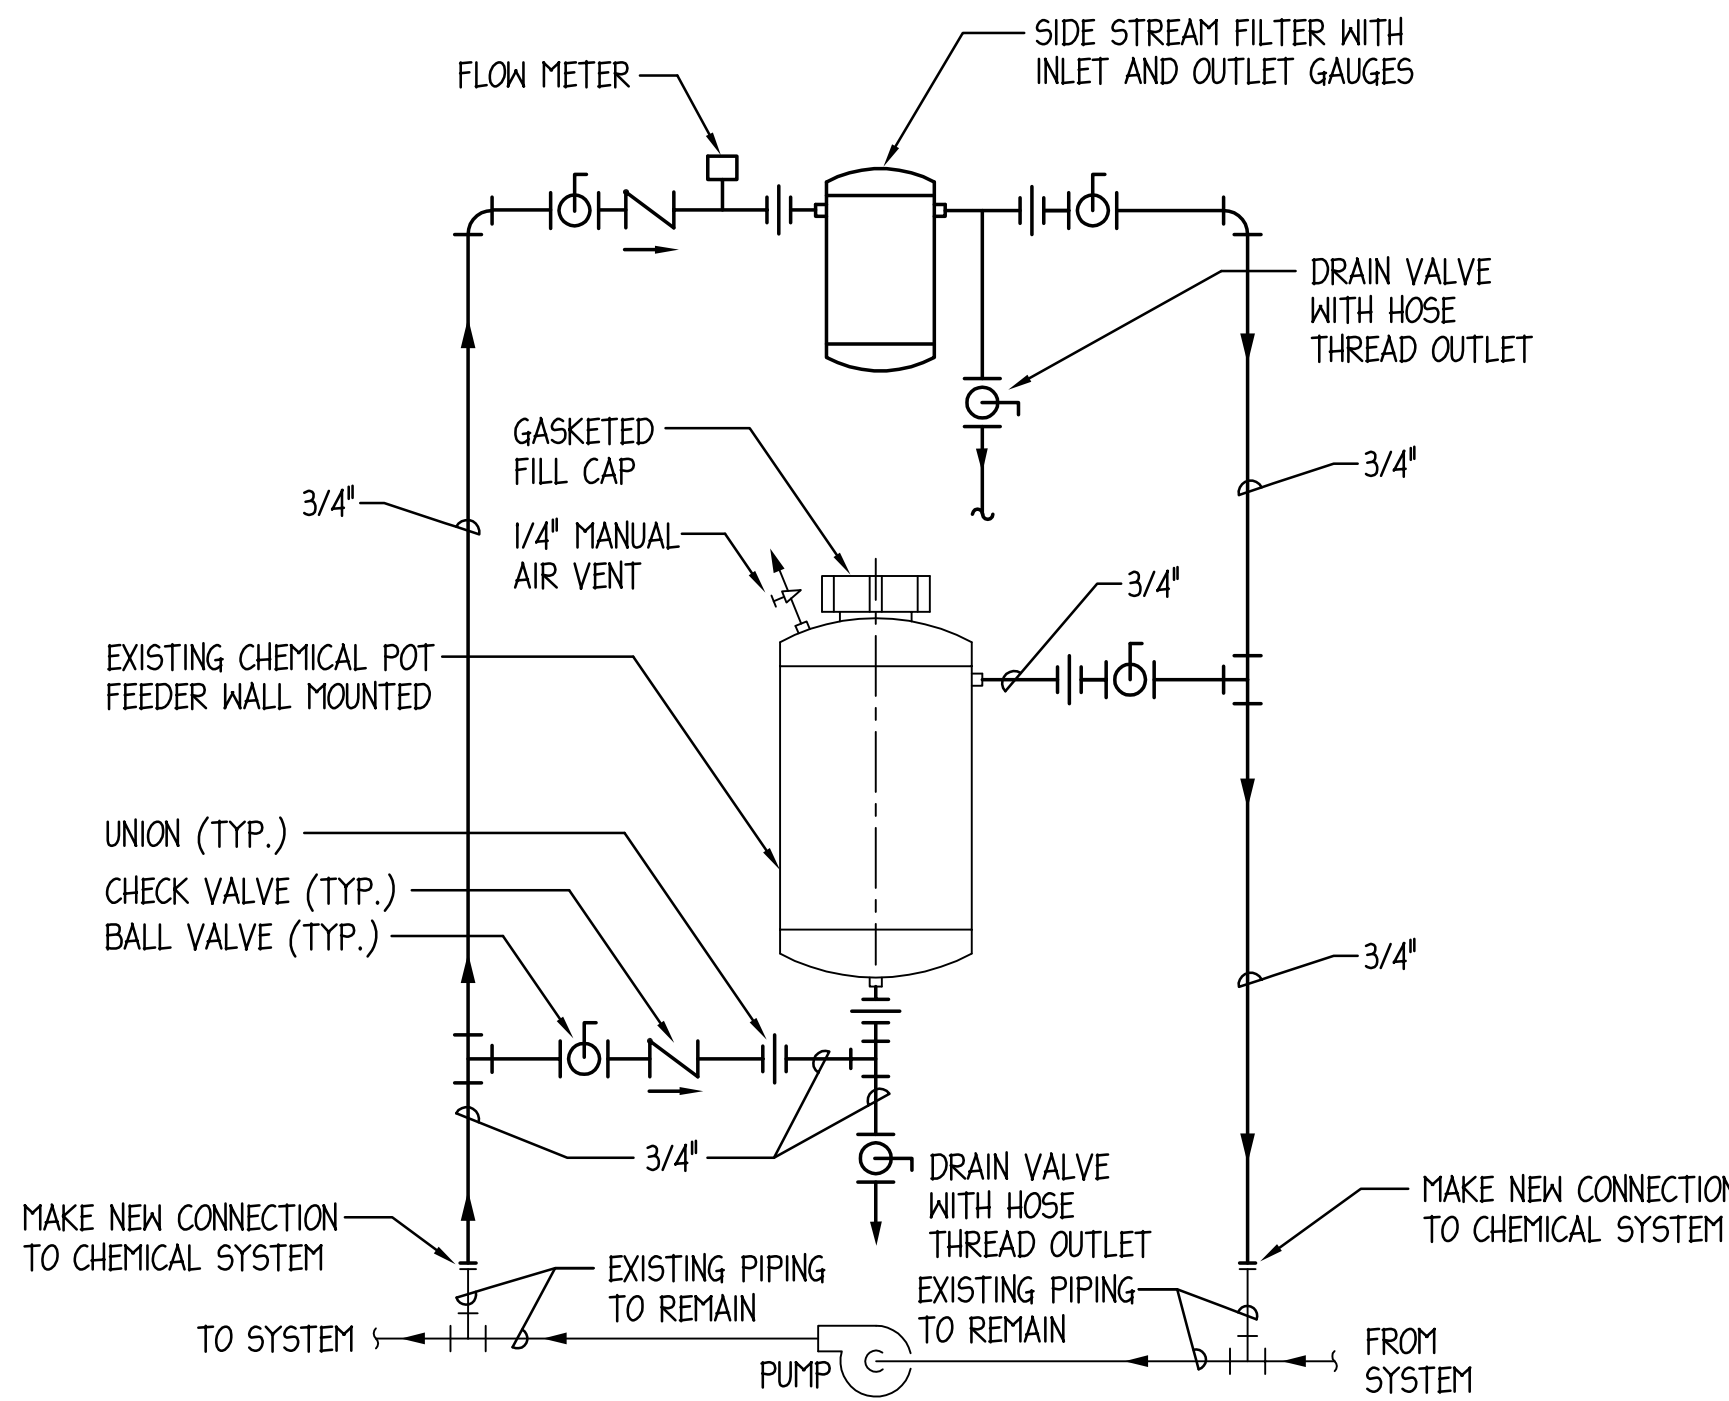 SIDE STREAM FILTER WITH
INLET AND OUTLET GAUGES
FLOW METER
DRAIN VALVE
WITH HOSE
THREAD OUTLET
GASKETED
FILL CAP
3/4"
3/4"
1/4" MANUAL
AIR VENT
3/4"
EXISTING CHEMICAL POT
FEEDER WALL MOUNTED
UNION (TYP.)
CHECK VALVE (TYP.)
BALL VALVE (TYP.)
3/4"
3/4"
DRAIN VALVE
WITH HOSE
THREAD OUTLET
MAKE NEW CONNECTION
TO CHEMICAL SYSTEM
MAKE NEW CONNECTION
TO CHEMICAL SYSTEM
EXISTING PIPING
TO REMAIN
EXISTING PIPING
TO REMAIN
TO SYSTEM
PUMP
FROM
SYSTEM